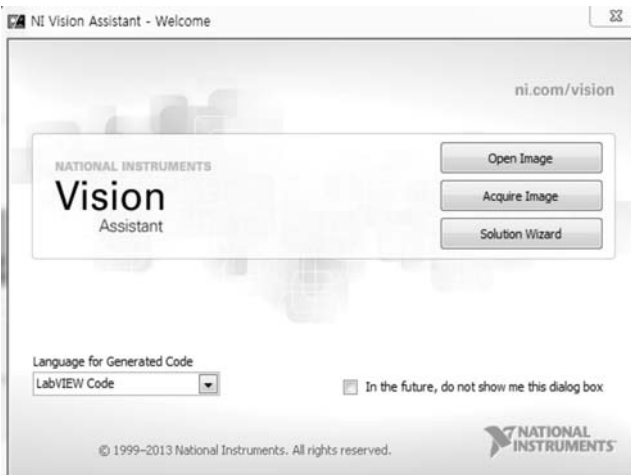 NI Vision Assistant - Welcome
ni.com/vision
NATIONAL INSTRUMENTS
Vision
Assistant
Open Image
Acquire Image
Solution Wizard
Language for Generated Code
LabVIEW Code
In the future, do not show me this dialog box
© 1999–2013 National Instruments. All rights reserved.
NATIONAL
INSTRUMENTS